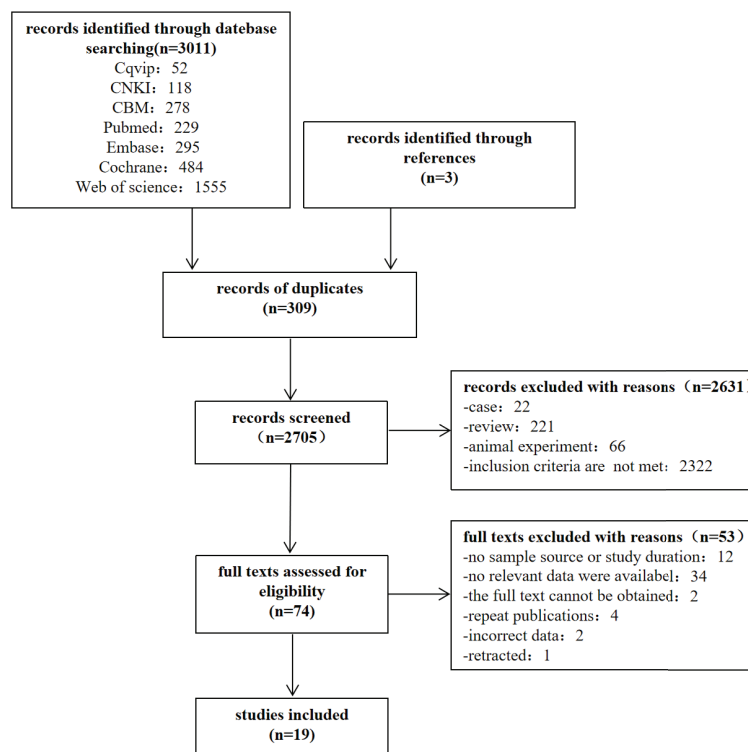 records identified through datebase
searching(n=3011)
Cqvip：52
CNKI：118
CBM：278
Pubmed：229
Embase：295
Cochrane：484
Web of science：1555
records identified through
references
(n=3)
records of duplicates
(n=309)
records screened
（n=2705）
records excluded with reasons（n=2631）
-case：22
-review：221
-animal experiment：66
-inclusion criteria are not met：2322
full texts assessed for
eligibility
(n=74)
full texts excluded with reasons（n=53）
-no sample source or study duration：12
-no relevant data were availabel：34
-the full text cannot be obtained：2
-repeat publications：4
-incorrect data：2
-retracted：1
studies included
(n=19)